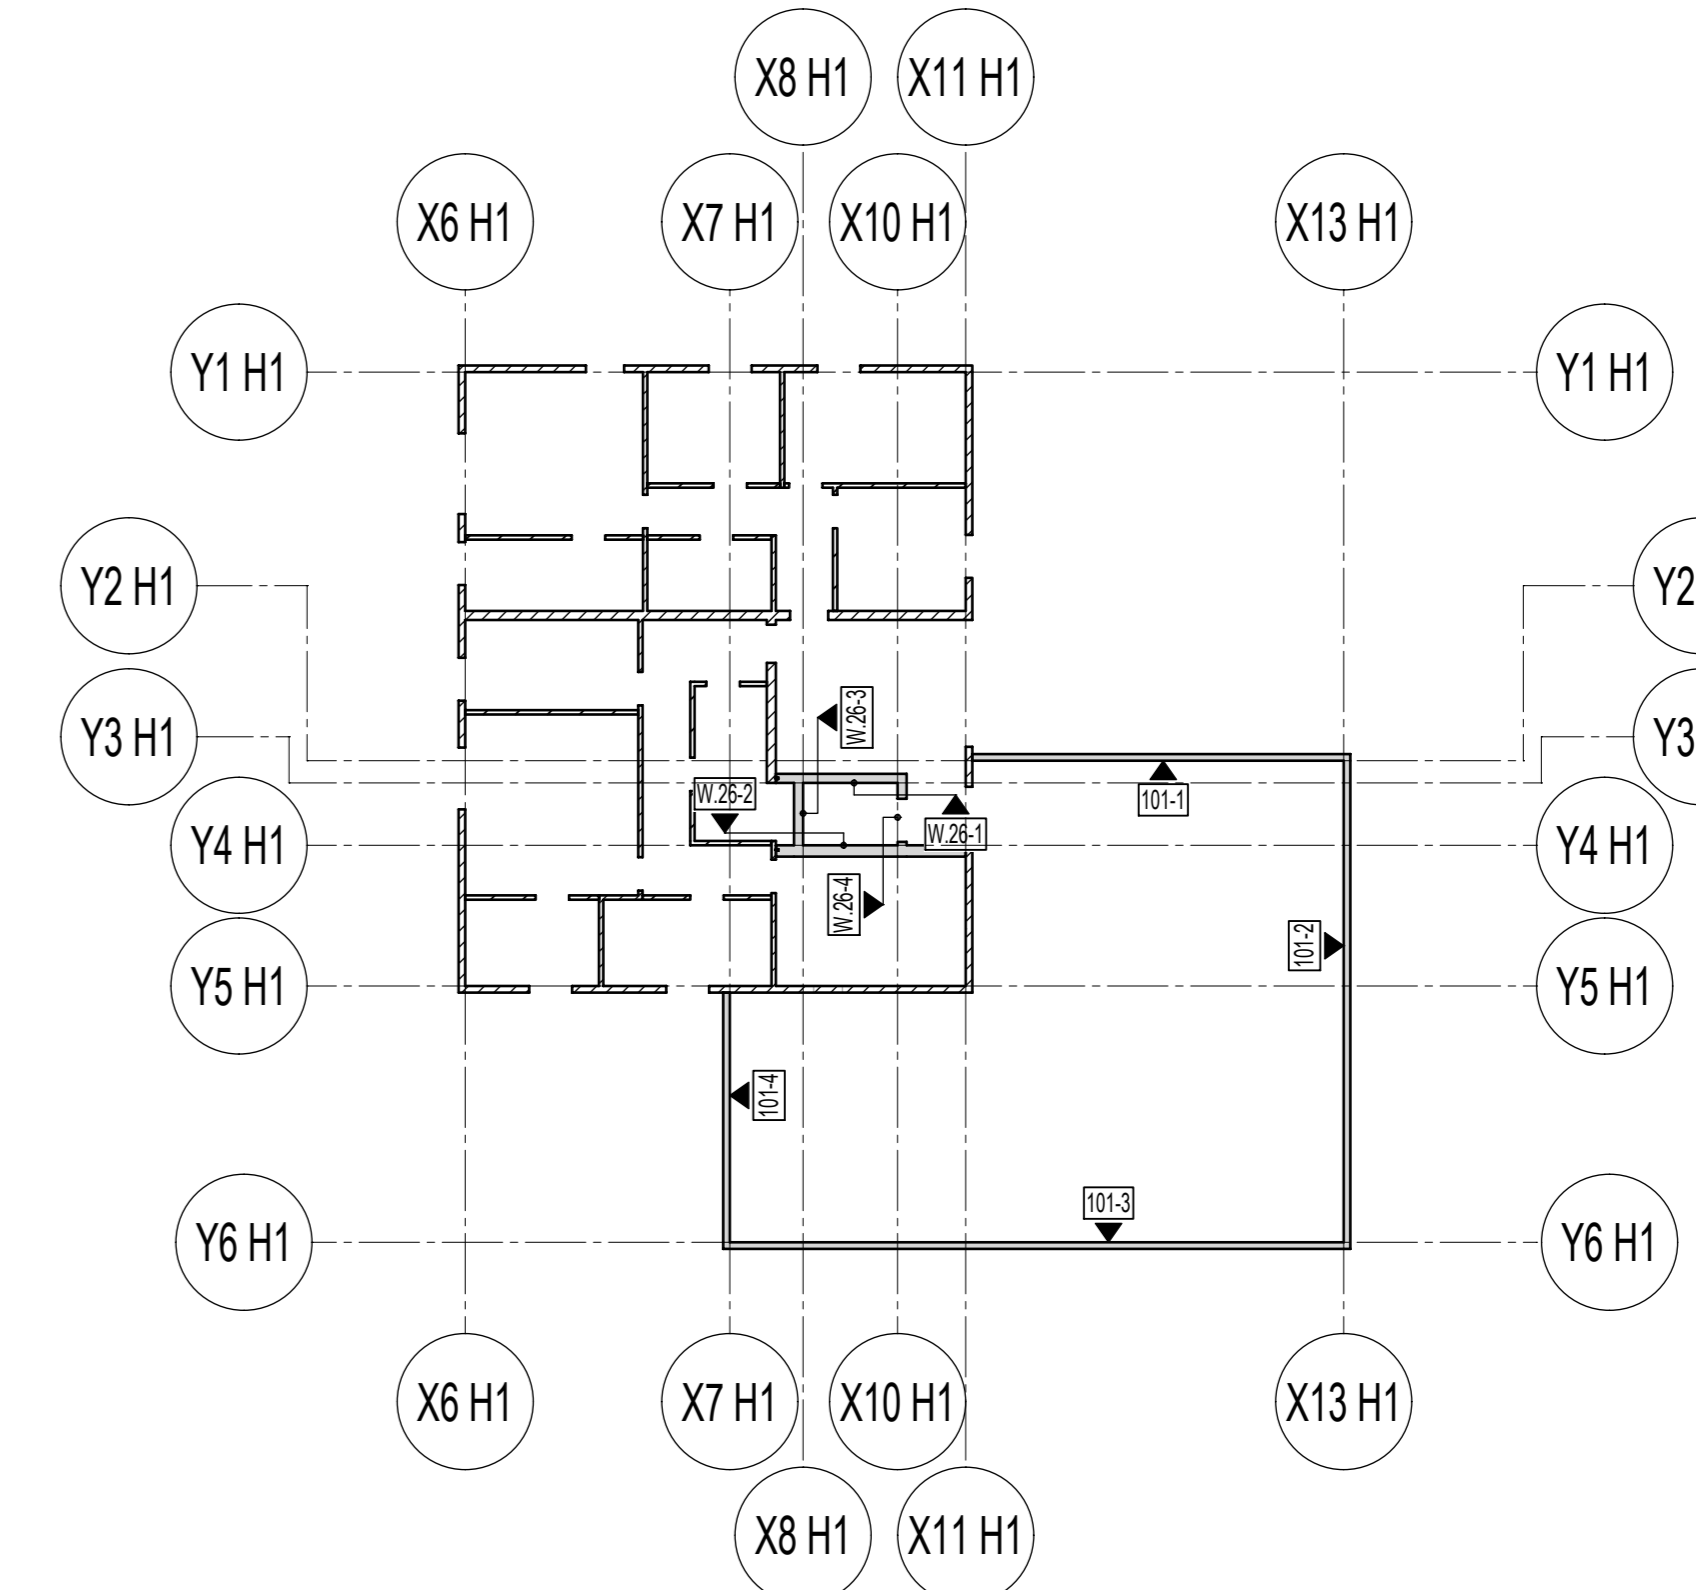 X8 H1
X11 H1
X6 H1
X7 H1
X10 H1
X13 H1
Y1 H1
Y1 H1
Y2 H1
Y2
Y3 H1
Y3
W.26-3
W.26-2
101-1
W.26-1
Y4 H1
Y4 H1
W.26-4
101-2
Y5 H1
Y5 H1
101-4
101-3
Y6 H1
Y6 H1
X6 H1
X7 H1
X10 H1
X13 H1
X8 H1
X11 H1